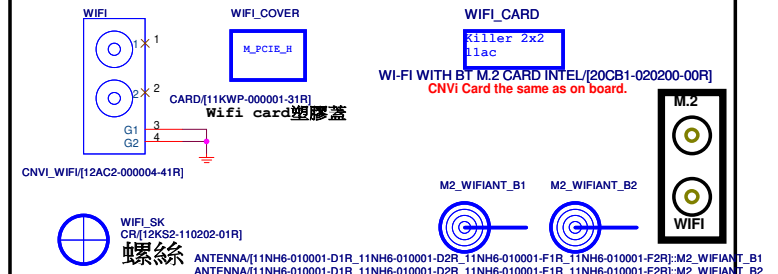 WIFI
WIFI_COVER
WIFI_CARD
1
1
M_PCIE_H
Killer 2x2
11ac
2
2
WI-FI WITH BT M.2 CARD INTEL/[20CB1-020200-00R]
CNVi Card the same as on board.
CARD/[11KWP-000001-31R]
Wifi card塑膠蓋
M.2
G1
3
G2
4
CNVI_WIFI/[12AC2-000004-41R]
M2_WIFIANT_B1
M2_WIFIANT_B2
WIFI
WIFI_SK
CR/[12KS2-110202-01R]
螺絲
ANTENNA/[11NH6-010001-D1R_11NH6-010001-D2R_11NH6-010001-F1R_11NH6-010001-F2R]::M2_WIFIANT_B1
ANTENNA/[11NH6-010001-D1R_11NH6-010001-D2R_11NH6-010001-F1R_11NH6-010001-F2R]::M2_WIFIANT_B2